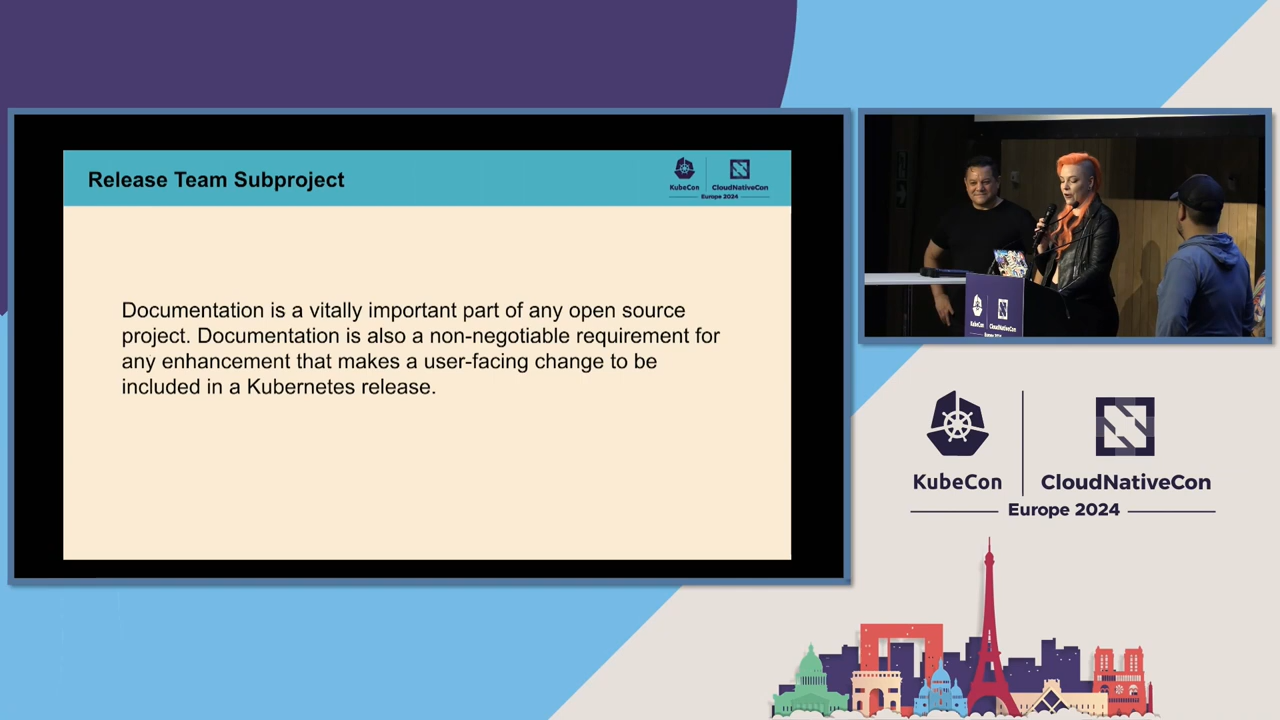 Release Team Subproject
KubeCon
CloudNativeCon
Europe 2024
Documentation is a vitally important part of any open source
project. Documentation is also a non-negotiable requirement for
any enhancement that makes a user-facing change to be
included in a Kubernetes release.
KubeCon
CloudNativeCon
KubeCon
CloudNativeCon
Europe 2024